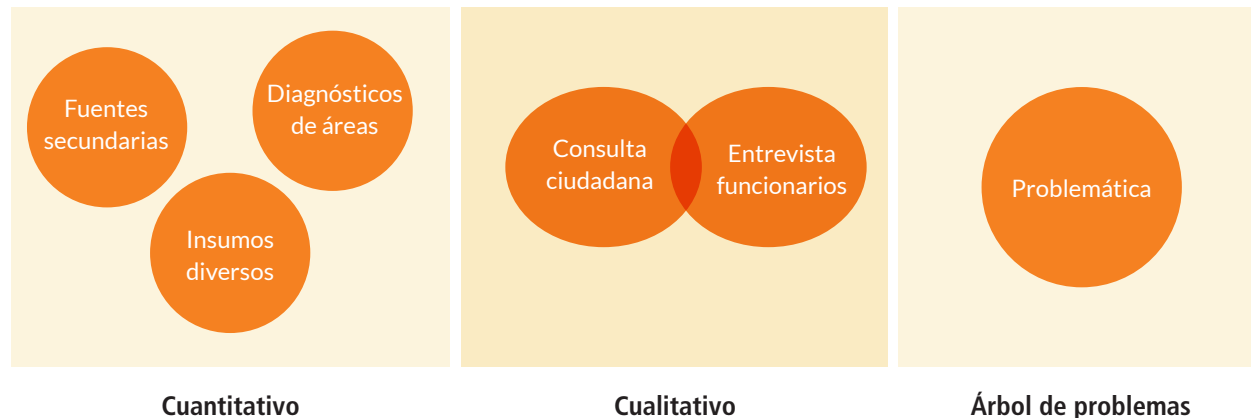 Fuentes
secundarias
Diagnósticos
de áreas
Insumos
diversos
Cuantitativo
Consulta
ciudadana
Entrevista
funcionarios
Cualitativo
Problemática
Árbol de problemas